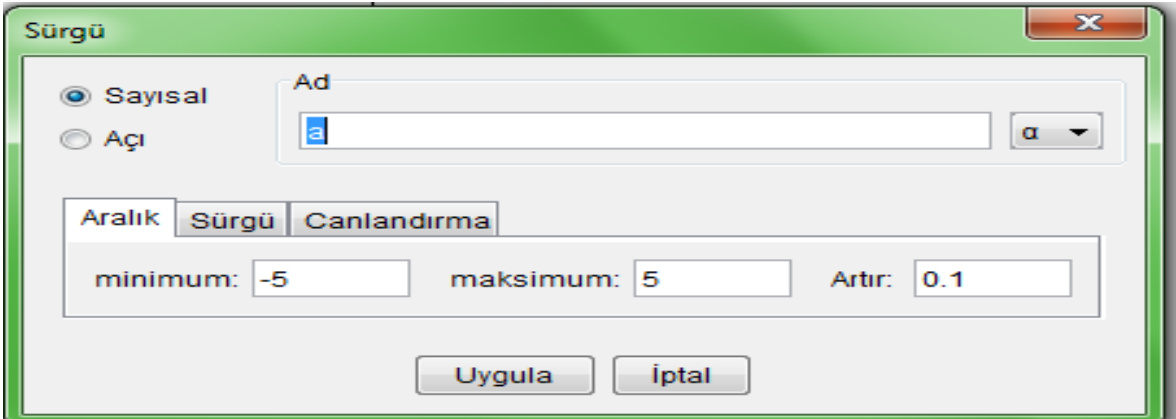 Sürgü
Sayısal
Ad
Açı
a
α
Aralık Sürgü Canlandırma
minimum: -5 maksimum: 5 Artır: 0.1
Uygula İptal